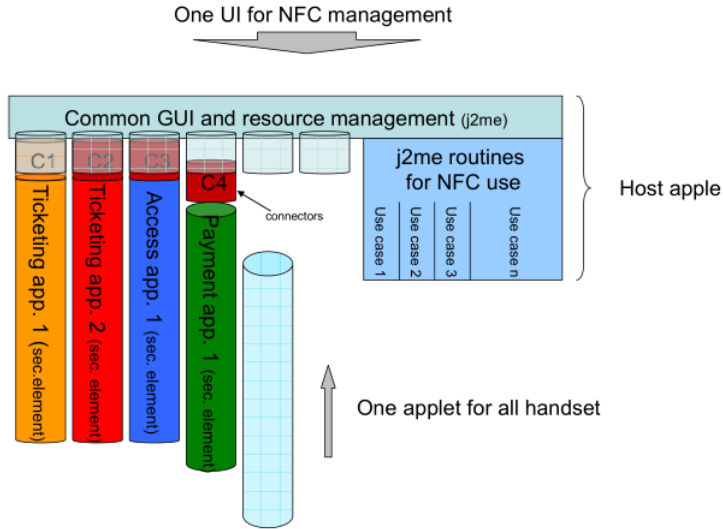 One UI for NFC management
Common GUI and resource management (j2me)
C1
C2
C3
C4
connectors
Ticketing app. 1 (sec.element)
Ticketing app. 2 (sec. element)
Access app. 1 (sec. element)
Payment app. 1 (sec. element)
j2me routines
for NFC use
Use case 1
Use case 2
Use case 3
Use case n
Host apple
One applet for all handset